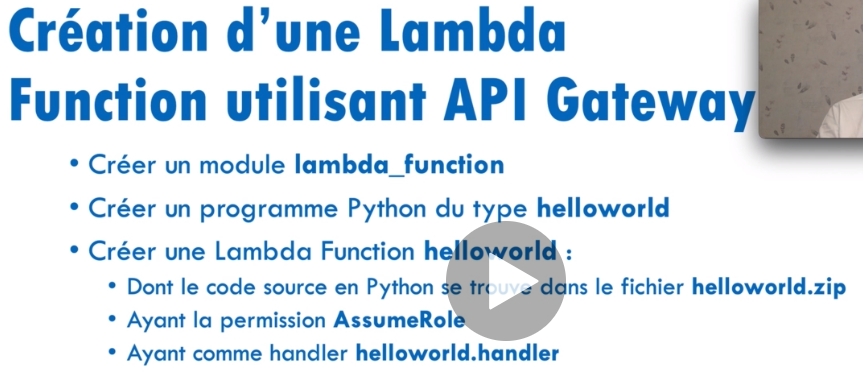 Création d’une Lambda
Function utilisant API Gateway
• Créer un module lambda_function
• Créer un programme Python du type helloworld
• Créer une Lambda Function helloworld :
• Dont le code source en Python se trouve dans le fichier helloworld.zip
• Ayant la permission AssumeRole
• Ayant comme handler helloworld.handler